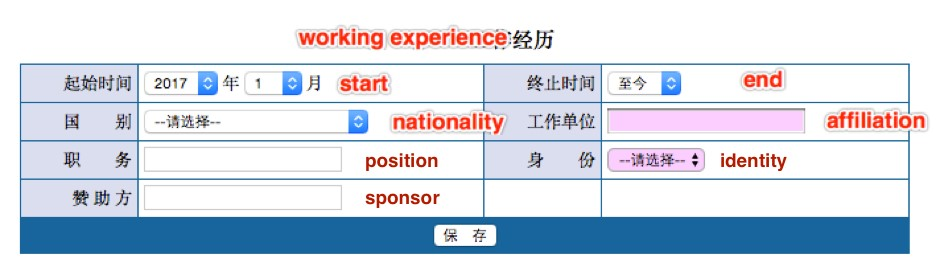 working experience 经历
起始时间 2017 年 1 月 start 终止时间 至今 end
国 别 --请选择-- nationality 工作单位 affiliation
职 务 position 身 份 --请选择-- identity
赞 助 方 sponsor
保 存